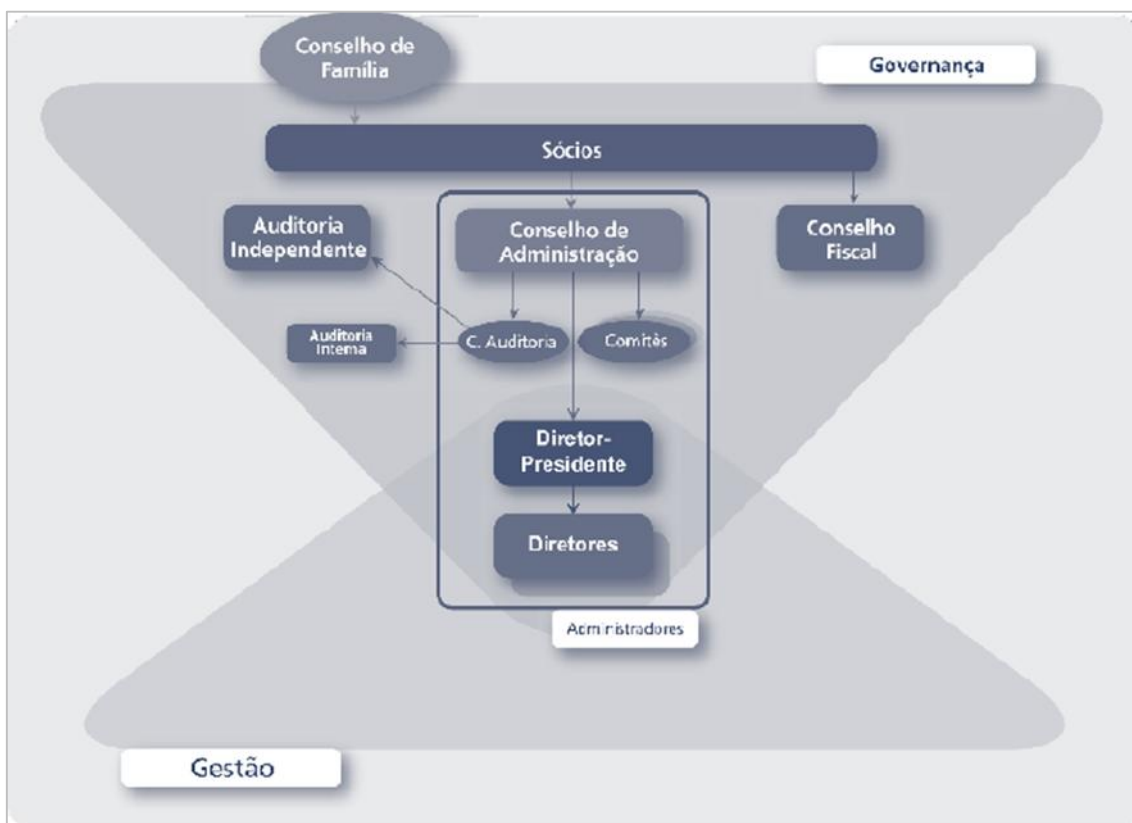 Conselho de
Família
Governança
Sócios
Auditoria
Independente
Conselho de
Administração
Conselho
Fiscal
Auditoria
Interna
C. Auditoria
Comitês
Diretor-
Presidente
Diretores
Administradores
Gestão